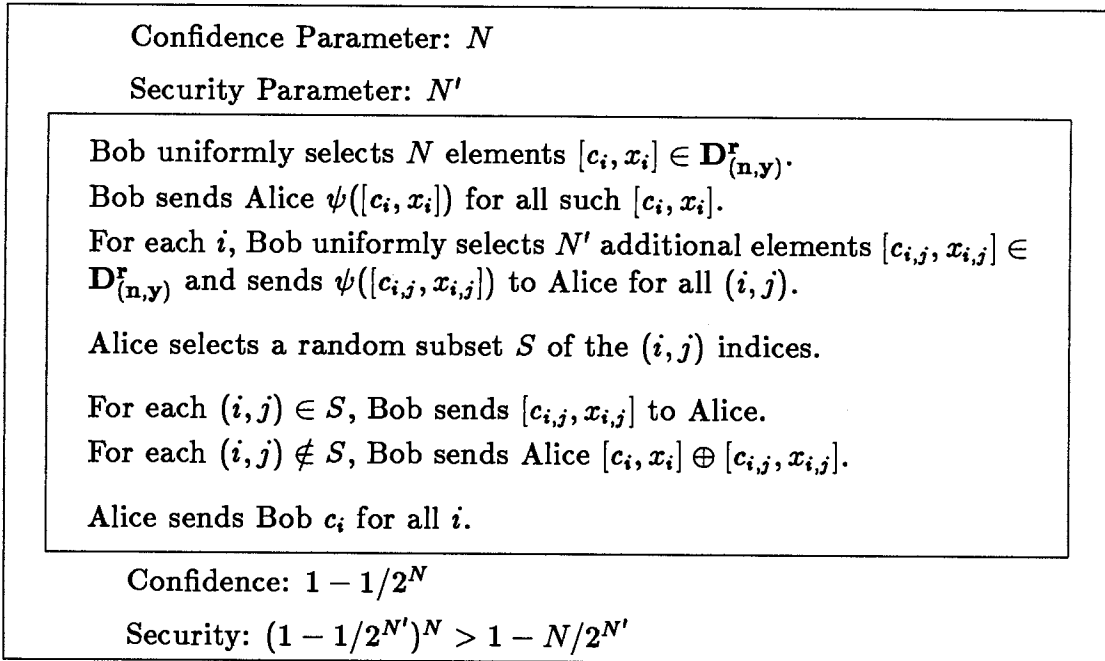 Confidence Parameter: N
Security Parameter: N′
Bob uniformly selects N elements [c_i, x_i] ∈ D^r_(n,y).
Bob sends Alice ψ([c_i, x_i]) for all such [c_i, x_i].
For each i, Bob uniformly selects N′ additional elements [c_{i,j}, x_{i,j}] ∈
D^r_(n,y) and sends ψ([c_{i,j}, x_{i,j}]) to Alice for all (i, j).
Alice selects a random subset S of the (i, j) indices.
For each (i, j) ∈ S, Bob sends [c_{i,j}, x_{i,j}] to Alice.
For each (i, j) ∉ S, Bob sends Alice [c_i, x_i] ⊕ [c_{i,j}, x_{i,j}].
Alice sends Bob c_i for all i.
Confidence: 1 − 1/2^N
Security: (1 − 1/2^{N′})^N > 1 − N/2^{N′}